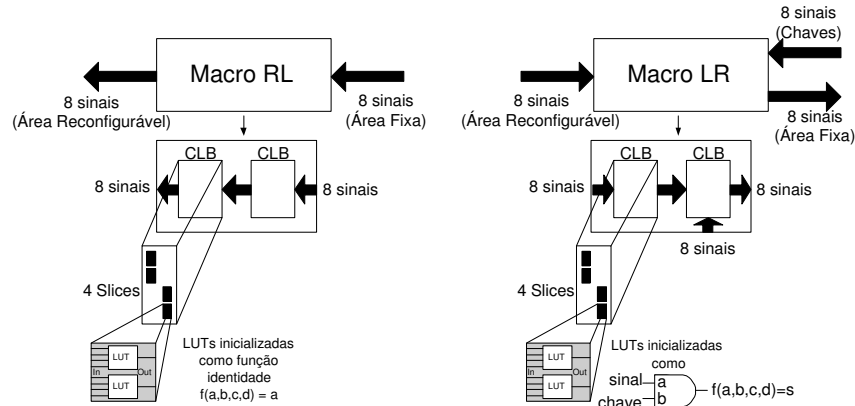 Macro RL
8 sinais
(Área Reconfigurável)
8 sinais
(Área Fixa)
CLB
CLB
8 sinais
8 sinais
4 Slices
LUT
In
Out
LUT
LUTs inicializadas
como função
identidade
f(a,b,c,d) = a
Macro LR
8 sinais
(Chaves)
8 sinais
(Área Reconfigurável)
8 sinais
(Área Fixa)
CLB
CLB
8 sinais
8 sinais
8 sinais
4 Slices
LUT
In
Out
LUT
LUTs inicializadas
como
sinal
a
f(a,b,c,d)=s
chave
b